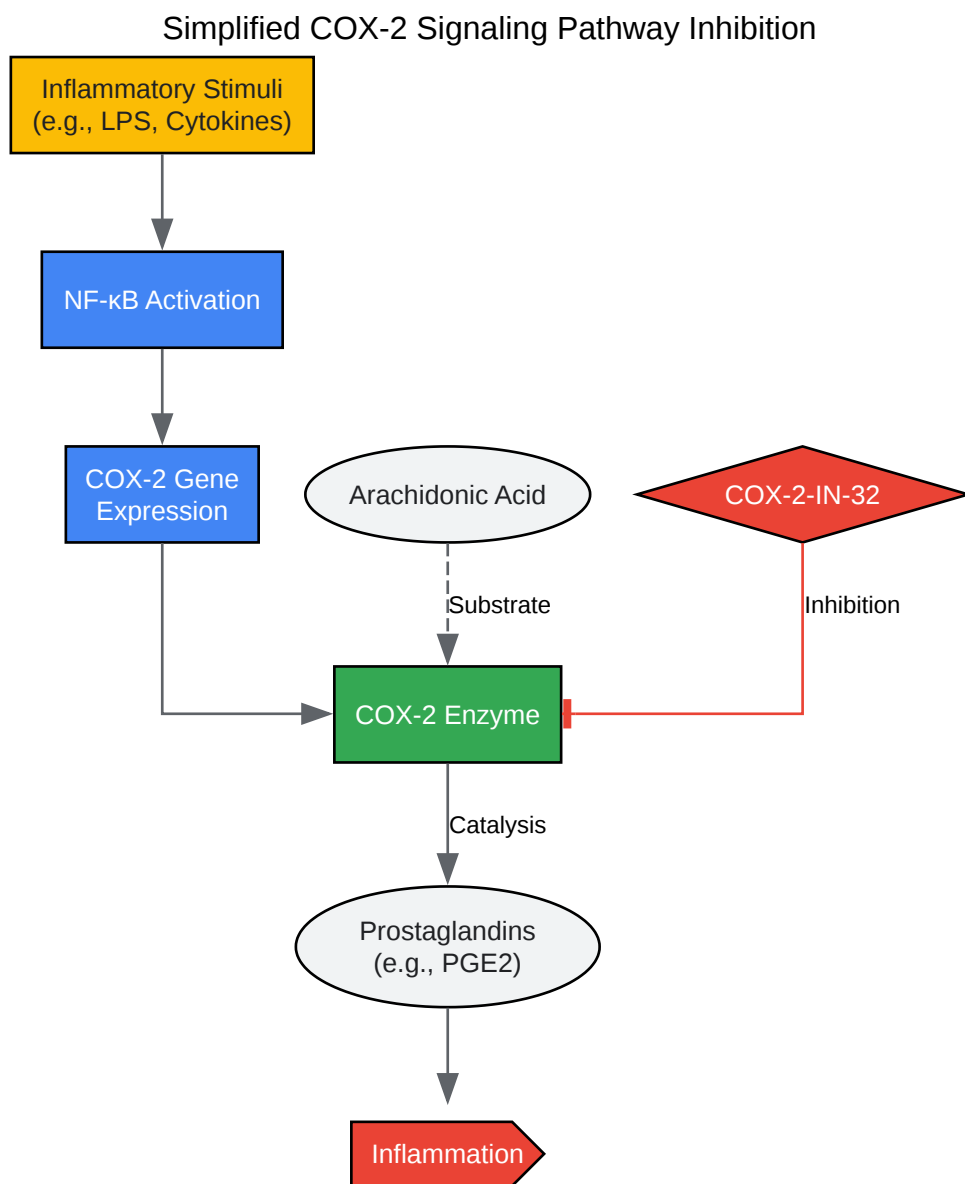 Simplified COX-2 Signaling Pathway Inhibition
Inflammatory Stimuli
(e.g., LPS, Cytokines)
NF-κB Activation
COX-2 Gene
Expression
Arachidonic Acid
COX-2-IN-32
Substrate
Inhibition
COX-2 Enzyme
Catalysis
Prostaglandins
(e.g., PGE2)
Inflammation